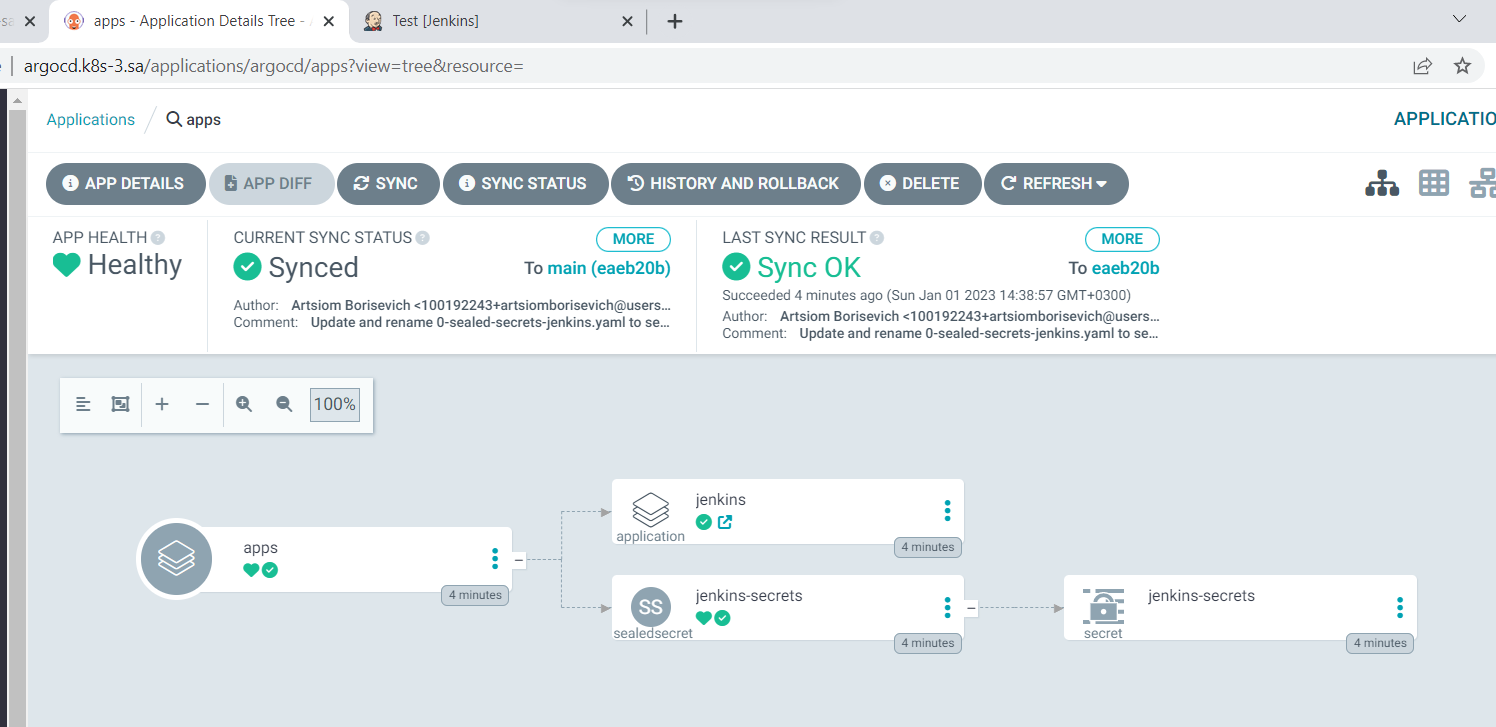 apps - Application Details Tree -
Test [Jenkins]
argocd.k8s-3.sa/applications/argocd/apps?view=tree&resource=
Applications apps APPLICATIO
APP DETAILS APP DIFF SYNC SYNC STATUS HISTORY AND ROLLBACK DELETE REFRESH
APP HEALTH
Healthy
CURRENT SYNC STATUS MORE
Synced To main (eaeb20b)
Author: Artsiom Borisevich <100192243+artsiomborisevich@users...
Comment: Update and rename 0-sealed-secrets-jenkins.yaml to se...
LAST SYNC RESULT MORE
Sync OK To eaeb20b
Succeeded 4 minutes ago (Sun Jan 01 2023 14:38:57 GMT+0300)
Author: Artsiom Borisevich <100192243+artsiomborisevich@users...
Comment: Update and rename 0-sealed-secrets-jenkins.yaml to se...
100%
apps
4 minutes
jenkins
application
4 minutes
SS
jenkins-secrets
sealedsecret
4 minutes
jenkins-secrets
secret
4 minutes